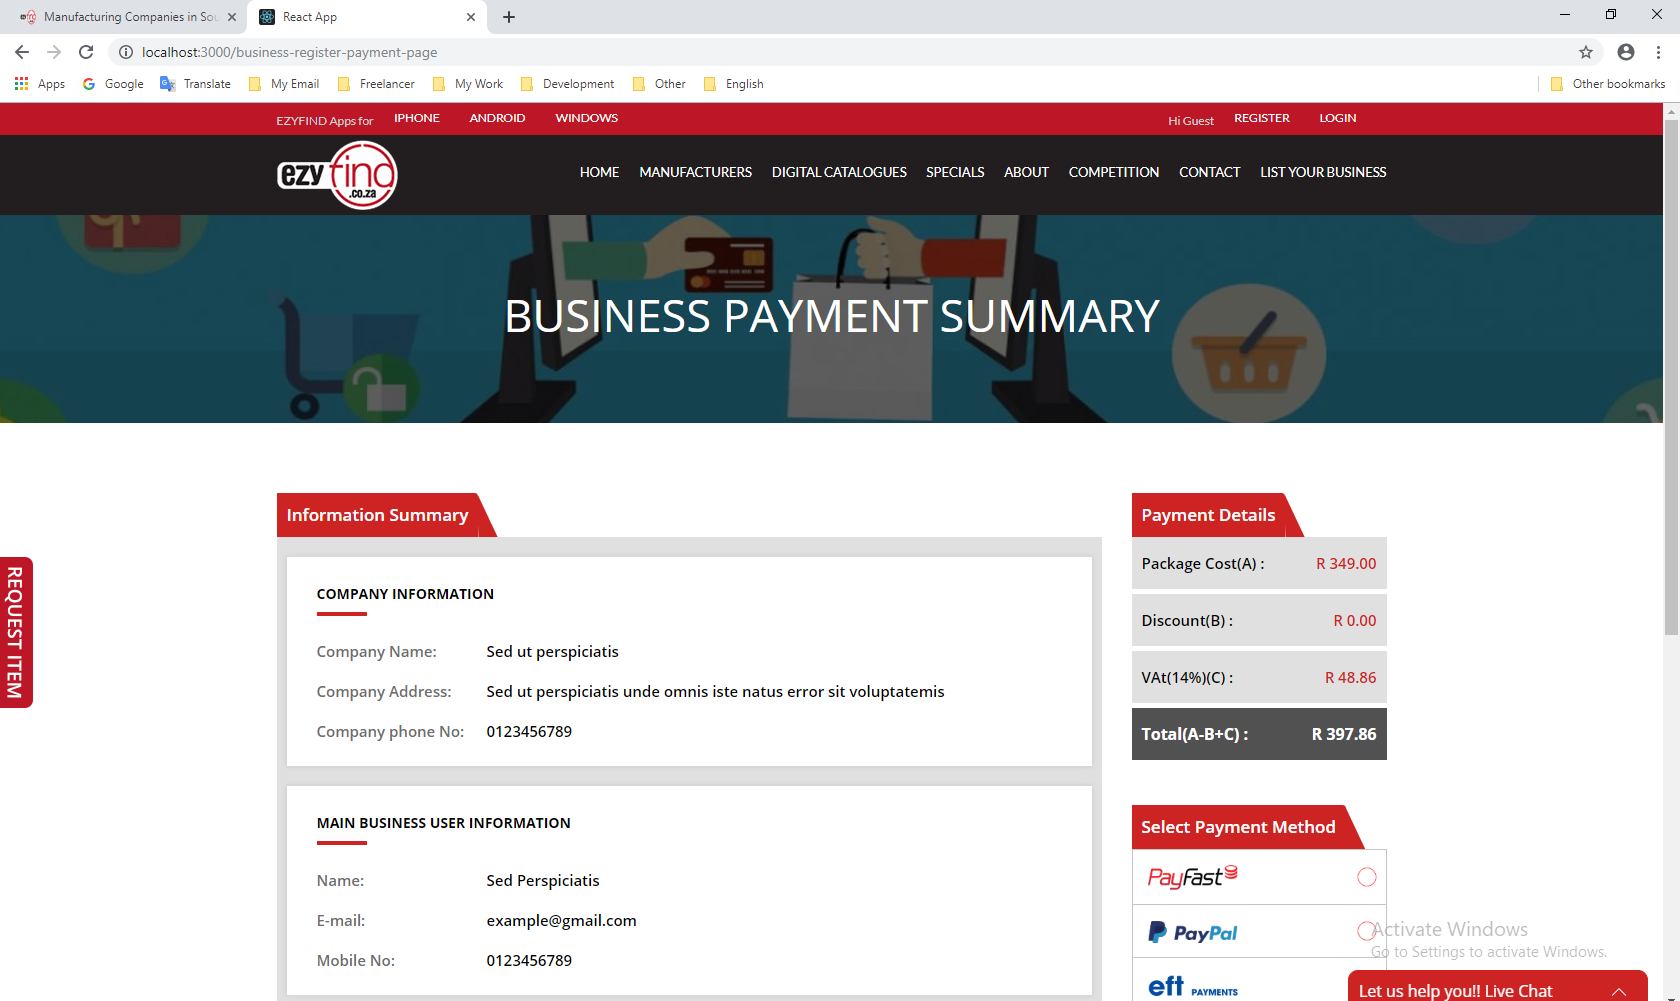 Manufacturing Companies in Sou
React App
localhost:3000/business-register-payment-page
Apps
Google
Translate
My Email
Freelancer
My Work
Development
Other
English
Other bookmarks
EZYFIND Apps for
IPHONE
ANDROID
WINDOWS
Hi Guest
REGISTER
LOGIN
ezyfind
.co.za
HOME
MANUFACTURERS
DIGITAL CATALOGUES
SPECIALS
ABOUT
COMPETITION
CONTACT
LIST YOUR BUSINESS
BUSINESS PAYMENT SUMMARY
REQUEST ITEM
Information Summary
COMPANY INFORMATION
Company Name: Sed ut perspiciatis
Company Address: Sed ut perspiciatis unde omnis iste natus error sit voluptatemis
Company phone No: 0123456789
MAIN BUSINESS USER INFORMATION
Name: Sed Perspiciatis
E-mail: example@gmail.com
Mobile No: 0123456789
Payment Details
Package Cost(A) : R 349.00
Discount(B) : R 0.00
VAt(14%)(C) : R 48.86
Total(A-B+C) : R 397.86
Select Payment Method
PayFast
PayPal
eft PAYMENTS
Activate Windows
Go to Settings to activate Windows.
Let us help you!! Live Chat